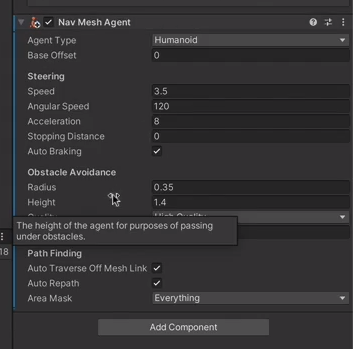 Nav Mesh Agent
Agent Type Humanoid
Base Offset 0
Steering
Speed 3.5
Angular Speed 120
Acceleration 8
Stopping Distance 0
Auto Braking
Obstacle Avoidance
Radius 0.35
Height 1.4
The height of the agent for purposes of passing
under obstacles.
18
Path Finding
Auto Traverse Off Mesh Link
Auto Repath
Area Mask Everything
Add Component